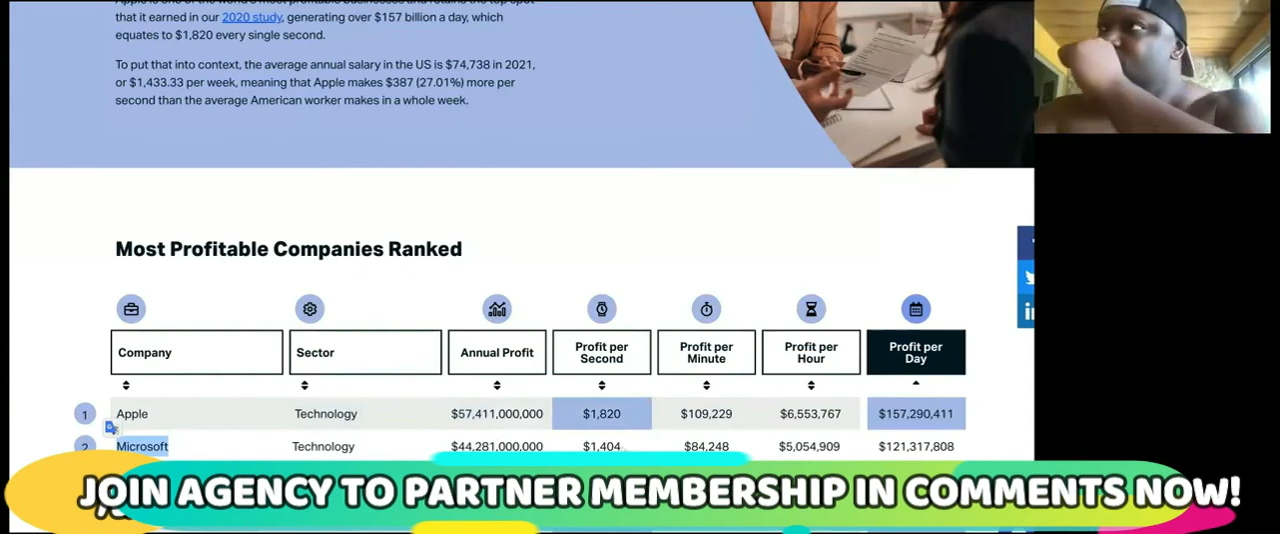 that it earned in our 2020 study, generating over $157 billion a day, which
equates to $1,820 every single second.
To put that into context, the average annual salary in the US is $74,738 in 2021,
or $1,433.33 per week, meaning that Apple makes $387 (27.01%) more per
second than the average American worker makes in a whole week.
Most Profitable Companies Ranked
Company Sector Annual Profit Profit per Second Profit per Minute Profit per Hour Profit per Day
1 Apple Technology $57,411,000,000 $1,820 $109,229 $6,553,767 $157,290,411
2 Microsoft Technology $44,281,000,000 $1,404 $84,248 $5,054,909 $121,317,808
JOIN AGENCY TO PARTNER MEMBERSHIP IN COMMENTS NOW!